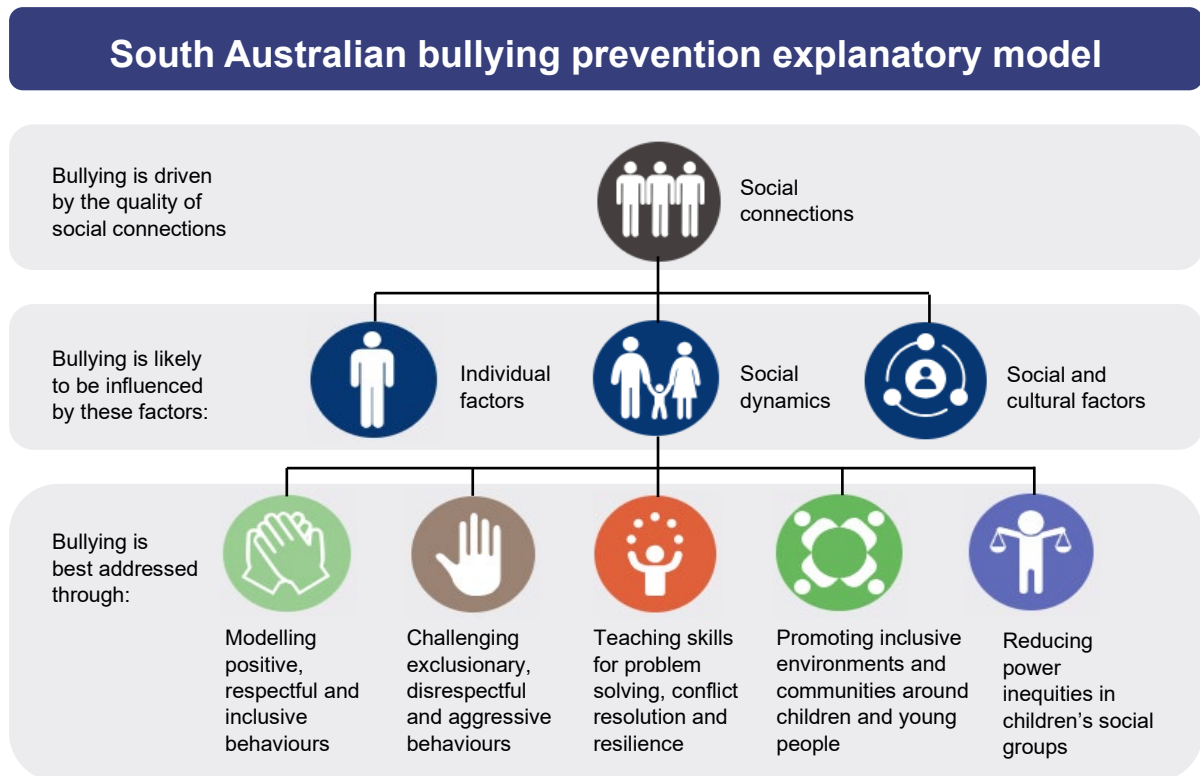 South Australian bullying prevention explanatory model
Bullying is driven
by the quality of
social connections
Social
connections
Bullying is likely
to be influenced
by these factors:
Individual
factors
Social
dynamics
Social and
cultural factors
Bullying is
best addressed
through:
Modelling
positive,
respectful and
inclusive
behaviours
Challenging
exclusionary,
disrespectful
and aggressive
behaviours
Teaching skills
for problem
solving, conflict
resolution and
resilience
Promoting inclusive
environments and
communities around
children and young
people
Reducing
power
inequities in
children’s social
groups